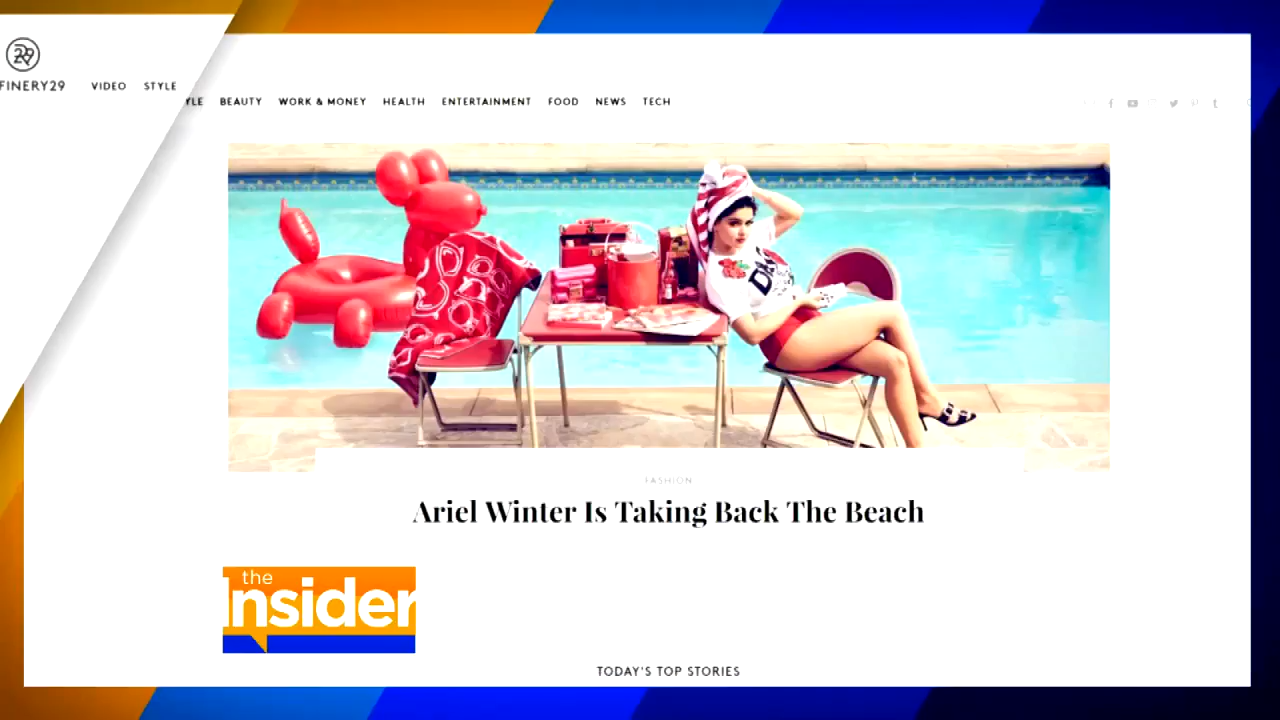 29
FINERY29 VIDEO STYLE
YLE BEAUTY WORK & MONEY HEALTH ENTERTAINMENT FOOD NEWS TECH
FASHION
Ariel Winter Is Taking Back The Beach
the
Insider
TODAY'S TOP STORIES